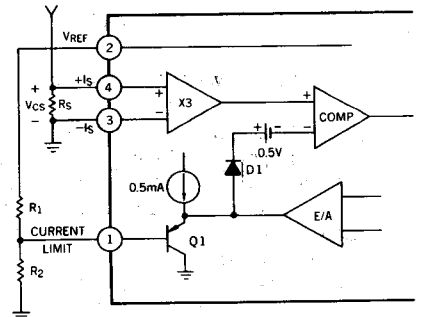 VREF
2
+IS
4
+
VCS
RS
-
-IS
3
+
-
X3
+
-
COMP
+
-
0.5V
D1
0.5mA
E/A
R1
CURRENT
LIMIT
1
Q1
R2